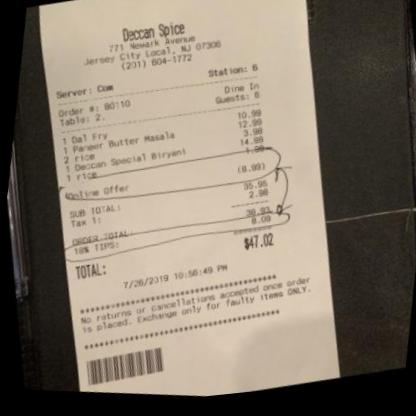 Deccan Spice
771 Newark Avenue
Jersey City Local, NJ 07306
(201) 604-1772
Server: Com Station: 6
Order #: B0110 Dine In
Table: 2. Guests: 6
1 Dal Fry 10.99
1 Paneer Butter Masala 12.99
2 rice 3.98
1 Deccan Special Biryani 14.99
1 rice 1.99
Online Offer (8.99)
SUB TOTAL: 35.95
Tax 1: 2.98
ORDER TOTAL: 38.93
18% TIPS: 8.09
TOTAL: $47.02
7/26/2019 10:56:49 PM
No returns or cancellations accepted once order
is placed. Exchange only for faulty items ONLY.